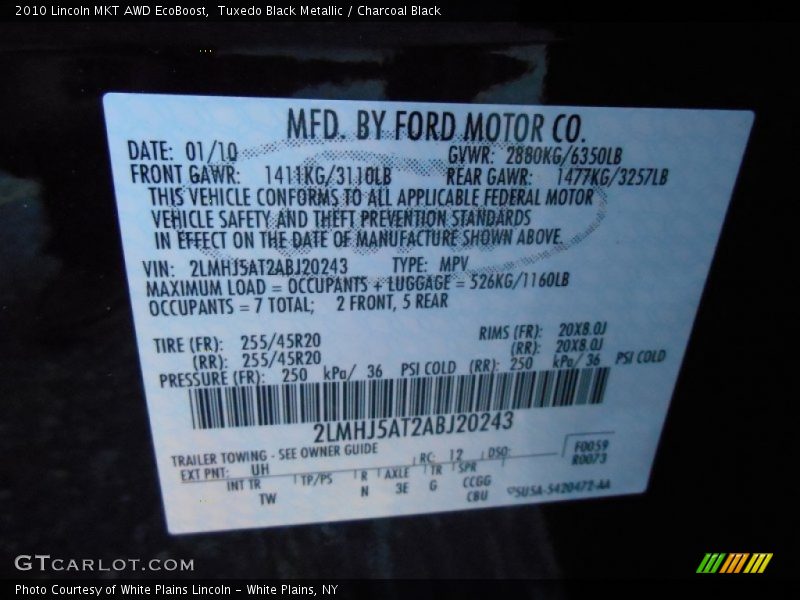 2010 Lincoln MKT AWD EcoBoost, Tuxedo Black Metallic / Charcoal Black
MFD. BY FORD MOTOR CO.
DATE: 01/10 GVWR: 2880KG/6350LB
FRONT GAWR: 1411KG/3110LB REAR GAWR: 1477KG/3257LB
THIS VEHICLE CONFORMS TO ALL APPLICABLE FEDERAL MOTOR
VEHICLE SAFETY AND THEFT PREVENTION STANDARDS
IN EFFECT ON THE DATE OF MANUFACTURE SHOWN ABOVE.
VIN: 2LMHJ5AT2ABJ20243 TYPE: MPV
MAXIMUM LOAD = OCCUPANTS + LUGGAGE = 526KG/1160LB
OCCUPANTS = 7 TOTAL; 2 FRONT, 5 REAR
TIRE (FR): 255/45R20 RIMS (FR): 20X8.0J
(RR): 255/45R20 (RR): 20X8.0J
PRESSURE (FR): 250 kPa/ 36 PSI COLD (RR): 250 kPa/ 36 PSI COLD
2LMHJ5AT2ABJ20243
TRAILER TOWING - SEE OWNER GUIDE RC: 12 DSO: F0059
EXT PNT: UH R0073
INT TR TP/PS R AXLE TR SPR
TW N 3E G CCGG
C8U 5U5A-5420472-AA
GTCARLOT.COM
Photo Courtesy of White Plains Lincoln - White Plains, NY